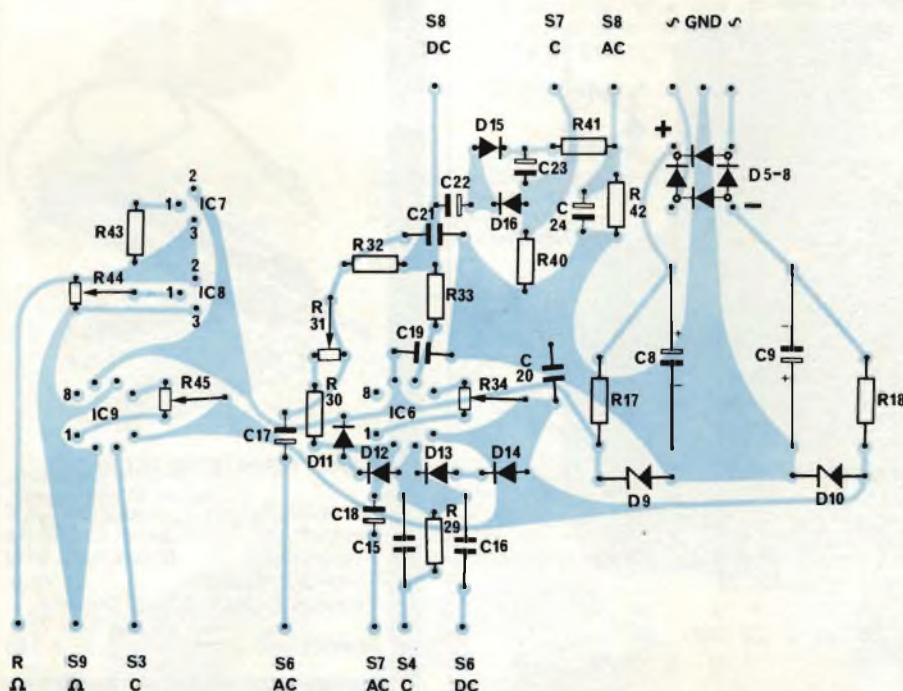 S8 S7 S8 ∿ GND ∿
DC C AC
D15 R41
+
C23
2 C22 D5-8
1 IC7 D16 C R
24 42 −
3 C21
R43
R32 R40
2
R44 R33
1 IC8
R
31 3
+ −
C19 C C8 C9
20
8 R45 R 8 R34 R17 − + R18
30
IC9 IC6
1 C17 1
D11 D12 D13 D14
D9 D10
C18 R
29
C15 C16
R S9 S3 S6 S7 S4 S6
Ω Ω C AC AC C DC